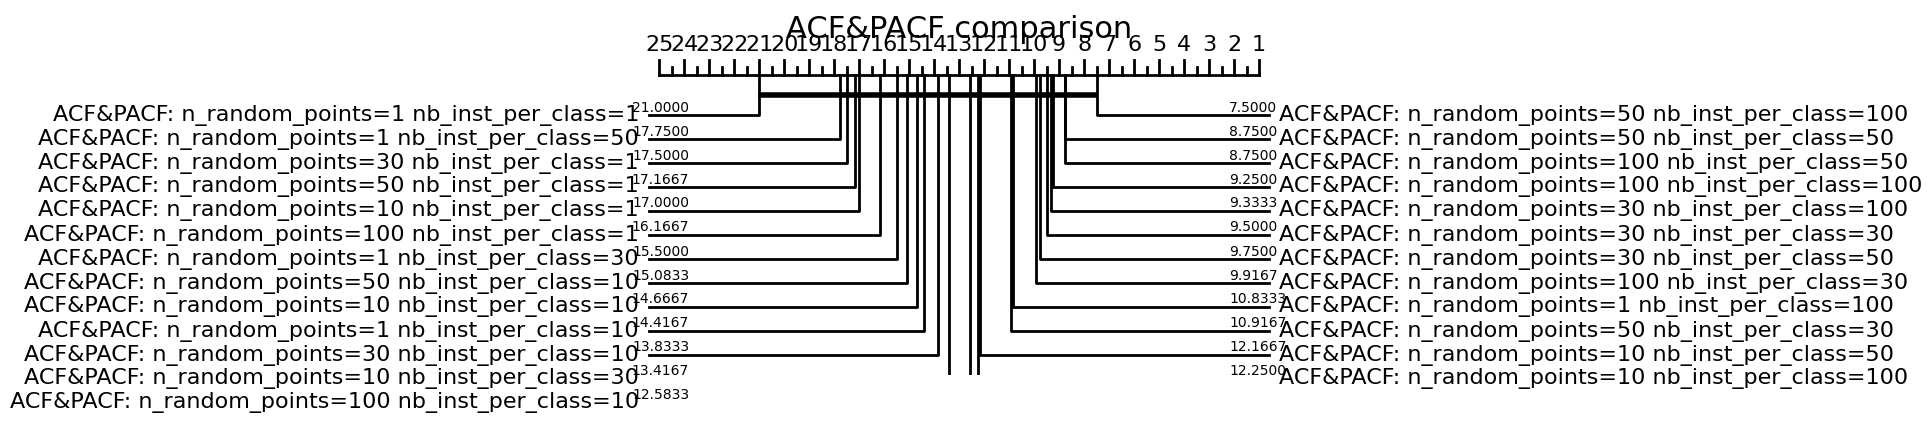 ACF&PACF comparison
25 24 23 22 21 20 19 18 17 16 15 14 13 12 11 10 9 8 7 6 5 4 3 2 1
ACF&PACF: n_random_points=1 nb_inst_per_class=1 21.0000
ACF&PACF: n_random_points=1 nb_inst_per_class=50 17.7500
ACF&PACF: n_random_points=30 nb_inst_per_class=1 17.5000
ACF&PACF: n_random_points=50 nb_inst_per_class=1 17.1667
ACF&PACF: n_random_points=10 nb_inst_per_class=1 17.0000
ACF&PACF: n_random_points=100 nb_inst_per_class=1 16.1667
ACF&PACF: n_random_points=1 nb_inst_per_class=30 15.5000
ACF&PACF: n_random_points=50 nb_inst_per_class=10 15.0833
ACF&PACF: n_random_points=10 nb_inst_per_class=10 14.6667
ACF&PACF: n_random_points=1 nb_inst_per_class=10 14.4167
ACF&PACF: n_random_points=30 nb_inst_per_class=10 13.8333
ACF&PACF: n_random_points=10 nb_inst_per_class=30 13.4167
ACF&PACF: n_random_points=100 nb_inst_per_class=10 12.5833
7.5000 ACF&PACF: n_random_points=50 nb_inst_per_class=100
8.7500 ACF&PACF: n_random_points=50 nb_inst_per_class=50
8.7500 ACF&PACF: n_random_points=100 nb_inst_per_class=50
9.2500 ACF&PACF: n_random_points=100 nb_inst_per_class=100
9.3333 ACF&PACF: n_random_points=30 nb_inst_per_class=100
9.5000 ACF&PACF: n_random_points=30 nb_inst_per_class=30
9.7500 ACF&PACF: n_random_points=30 nb_inst_per_class=50
9.9167 ACF&PACF: n_random_points=100 nb_inst_per_class=30
10.8333 ACF&PACF: n_random_points=1 nb_inst_per_class=100
10.9167 ACF&PACF: n_random_points=50 nb_inst_per_class=30
12.1667 ACF&PACF: n_random_points=10 nb_inst_per_class=50
12.2500 ACF&PACF: n_random_points=10 nb_inst_per_class=100